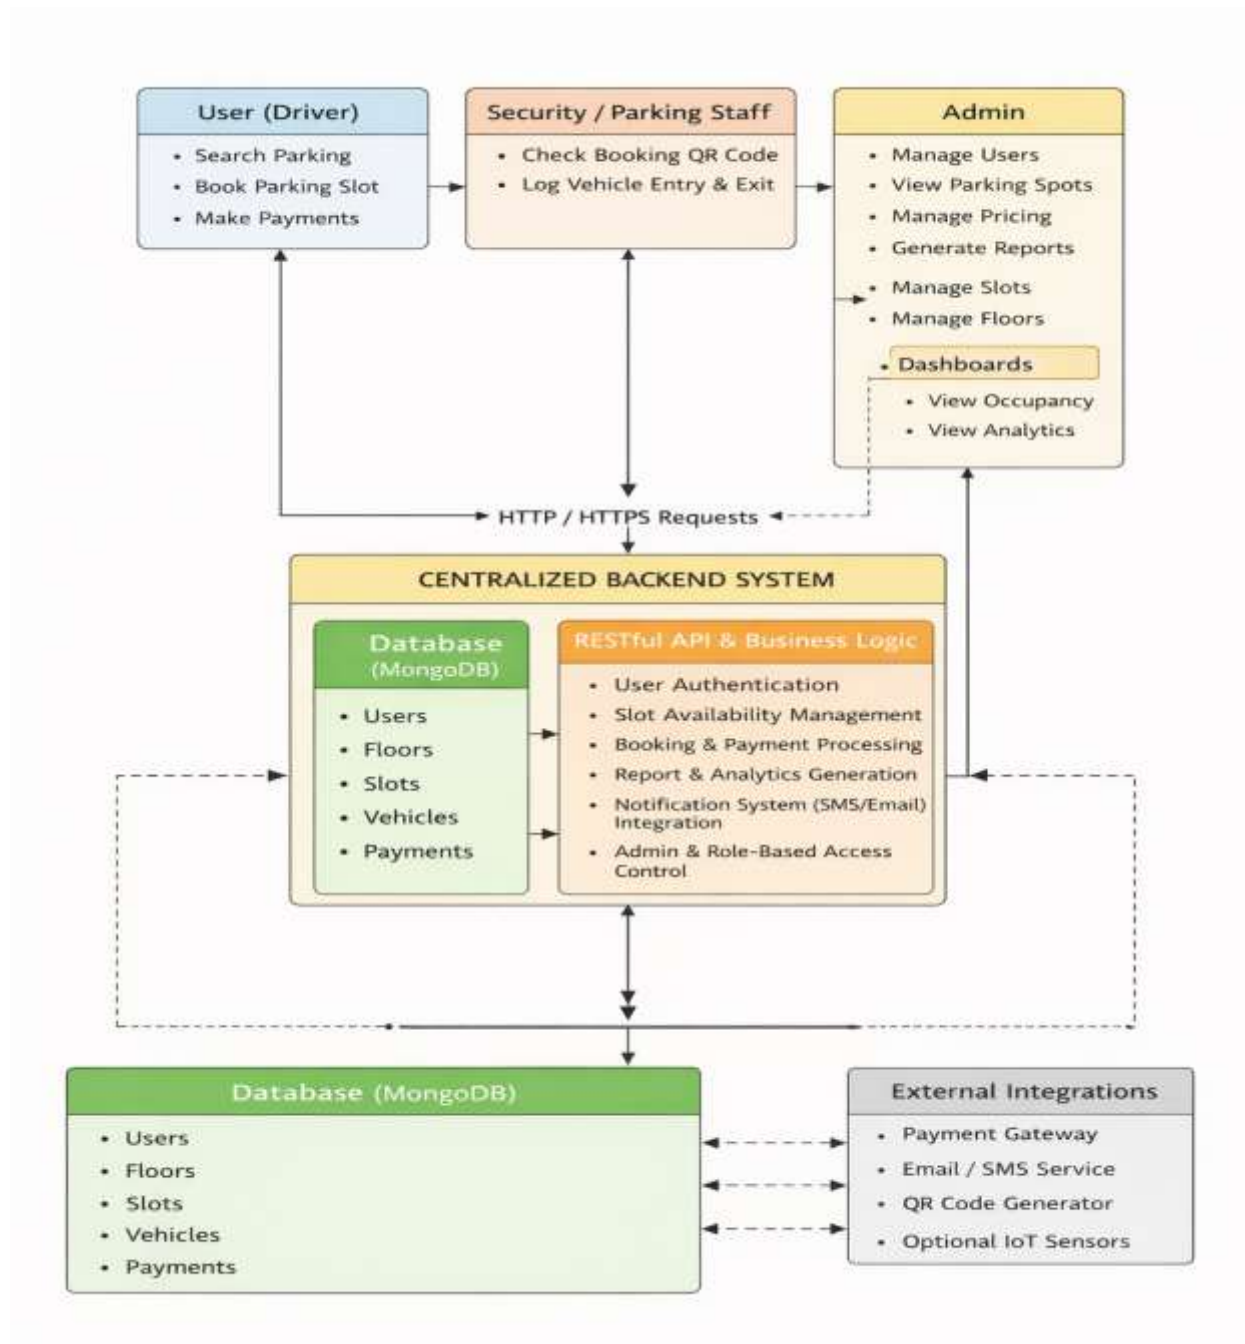 User (Driver)
• Search Parking
• Book Parking Slot
• Make Payments
Security / Parking Staff
• Check Booking QR Code
• Log Vehicle Entry & Exit
Admin
• Manage Users
• View Parking Spots
• Manage Pricing
• Generate Reports
• Manage Slots
• Manage Floors
• Dashboards
• View Occupancy
• View Analytics
HTTP / HTTPS Requests
CENTRALIZED BACKEND SYSTEM
Database
(MongoDB)
• Users
• Floors
• Slots
• Vehicles
• Payments
RESTful API & Business Logic
• User Authentication
• Slot Availability Management
• Booking & Payment Processing
• Report & Analytics Generation
• Notification System (SMS/Email)
Integration
• Admin & Role-Based Access
Control
Database (MongoDB)
• Users
• Floors
• Slots
• Vehicles
• Payments
External Integrations
• Payment Gateway
• Email / SMS Service
• QR Code Generator
• Optional IoT Sensors